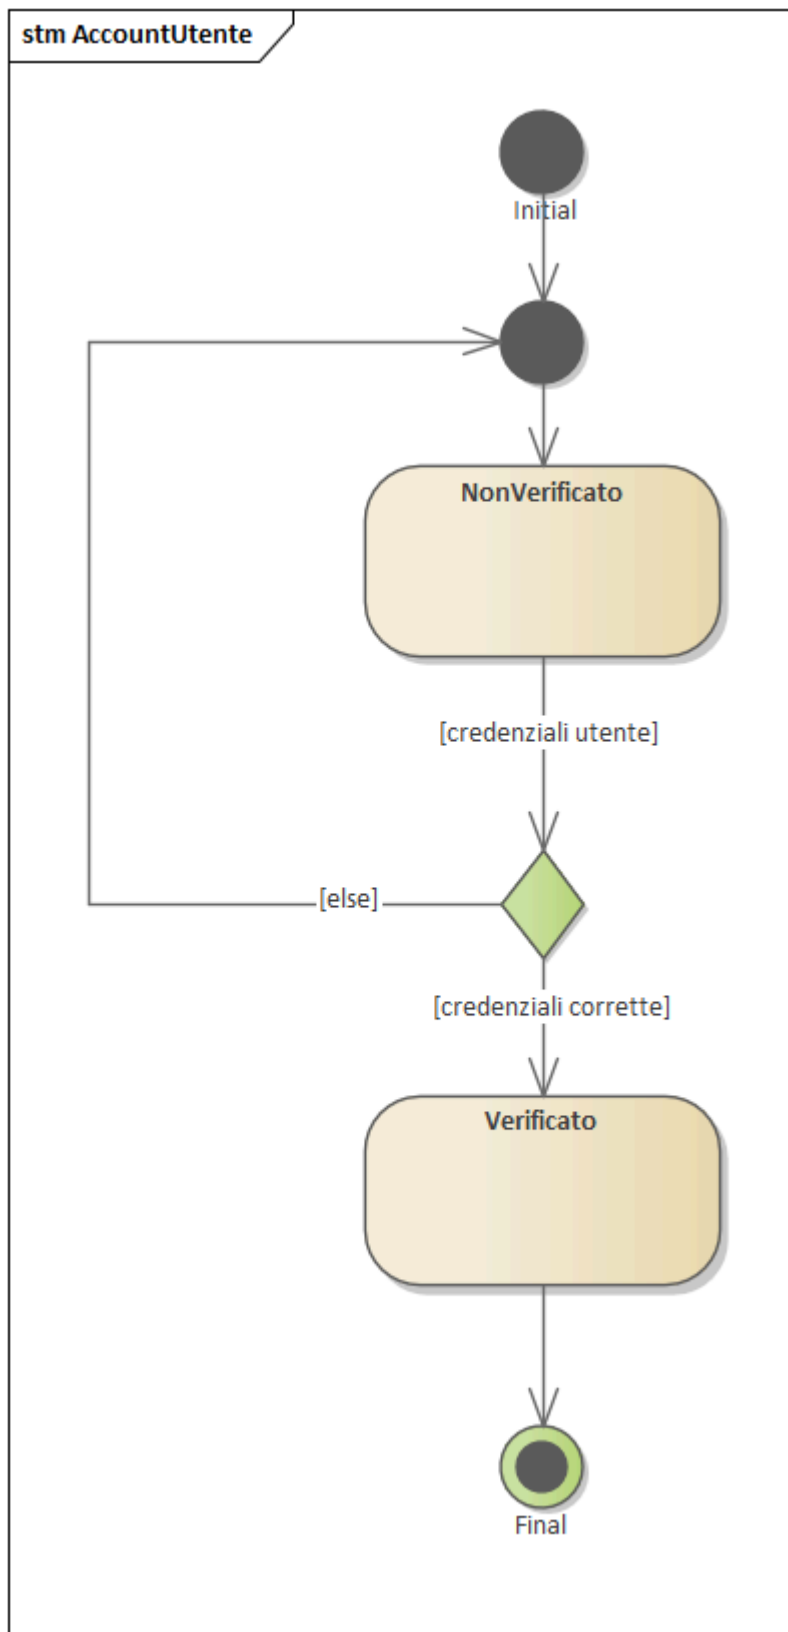 stm AccountUtente
Initial
NonVerificato
[credenziali utente]
[else]
[credenziali corrette]
Verificato
Final